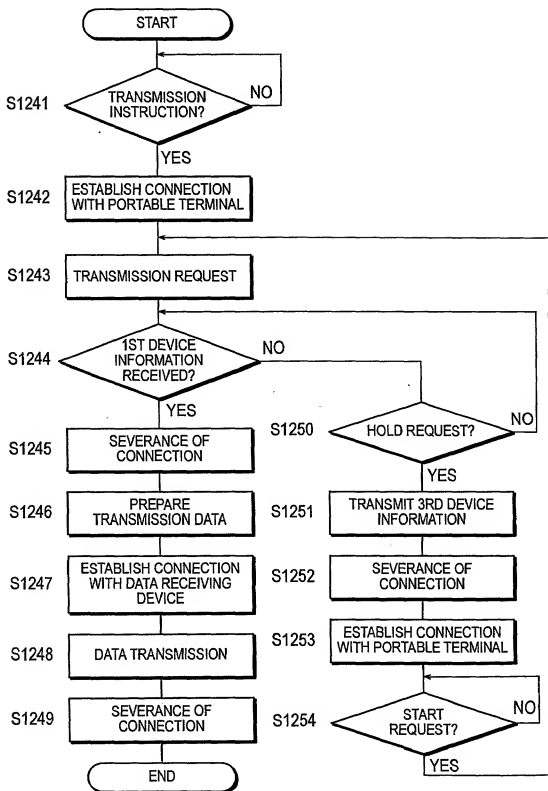 START
S1241
TRANSMISSION
INSTRUCTION?
NO
YES
S1242
ESTABLISH CONNECTION
WITH PORTABLE TERMINAL
S1243
TRANSMISSION REQUEST
S1244
1ST DEVICE
INFORMATION
RECEIVED?
NO
YES
S1245
SEVERANCE OF
CONNECTION
S1246
PREPARE
TRANSMISSION DATA
S1247
ESTABLISH CONNECTION
WITH DATA RECEIVING
DEVICE
S1248
DATA TRANSMISSION
S1249
SEVERANCE OF
CONNECTION
END
S1250
HOLD REQUEST?
NO
YES
S1251
TRANSMIT 3RD DEVICE
INFORMATION
S1252
SEVERANCE OF
CONNECTION
S1253
ESTABLISH CONNECTION
WITH PORTABLE TERMINAL
S1254
START
REQUEST?
NO
YES